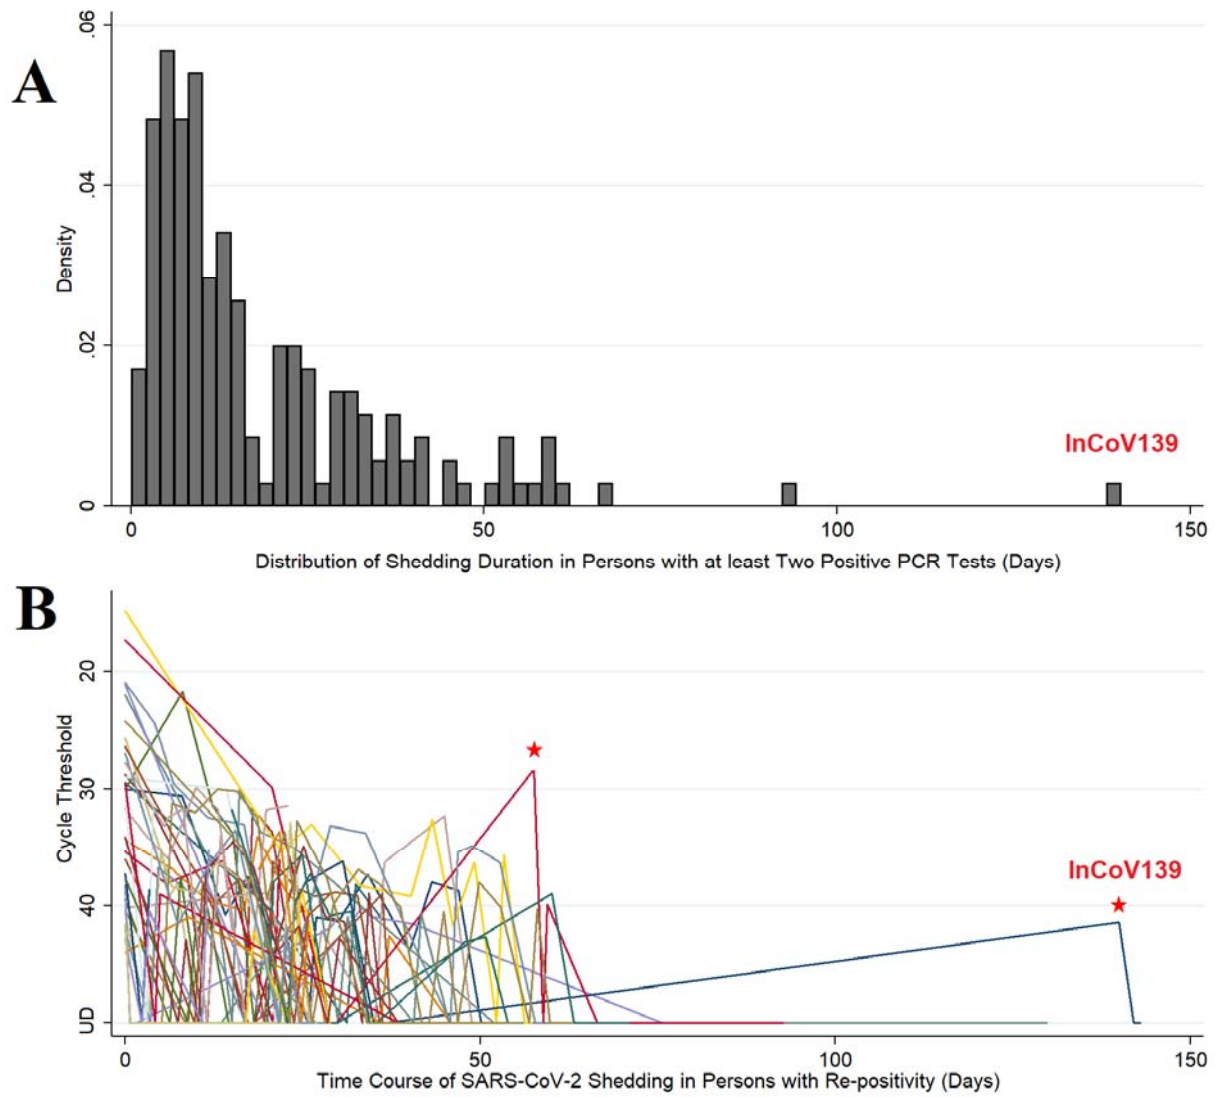 A
.06
.04
.02
0
Density
InCoV139
0 50 100 150
Distribution of Shedding Duration in Persons with at least Two Positive PCR Tests (Days)
B
20
30
40
UD
Cycle Threshold
InCoV139
0 50 100 150
Time Course of SARS-CoV-2 Shedding in Persons with Re-positivity (Days)